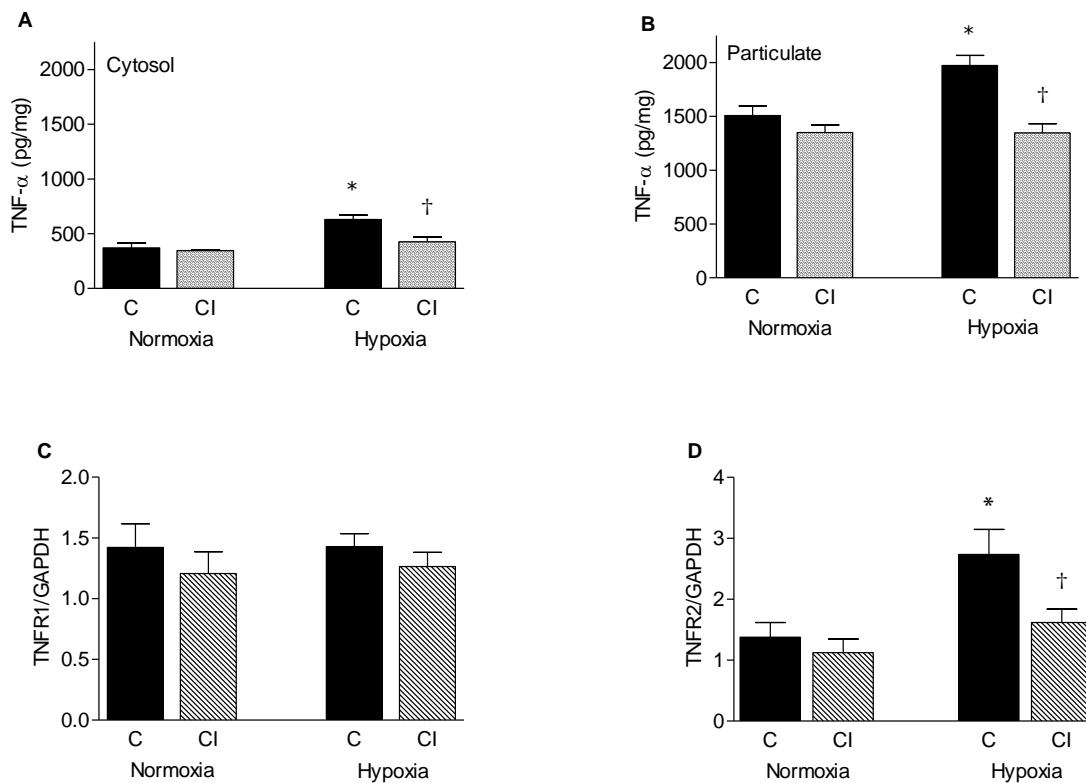 A
Cytosol
TNF-α (pg/mg)
2000
1500
1000
500
0
*
†
C CI C CI
Normoxia Hypoxia
B
Particulate
TNF-α (pg/mg)
2000
1500
1000
500
0
*
†
C CI C CI
Normoxia Hypoxia
C
TNFR1/GAPDH
2.0
1.5
1.0
0.5
0.0
C CI C CI
Normoxia Hypoxia
D
TNFR2/GAPDH
4
3
2
1
0
*
†
C CI C CI
Normoxia Hypoxia